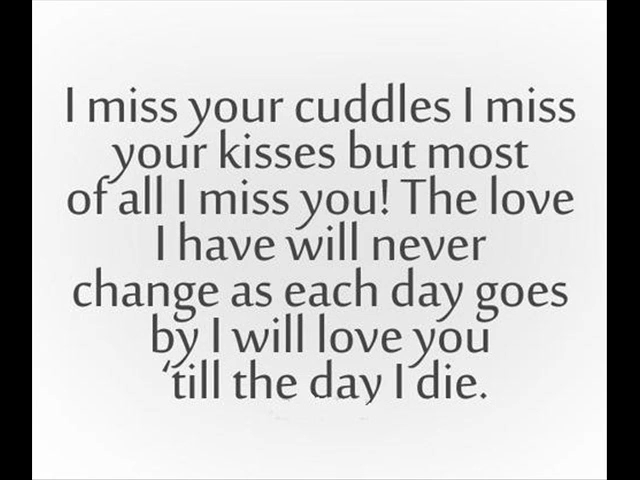 I miss your cuddles I miss
your kisses but most
of all I miss you! The love
I have will never
change as each day goes
by I will love you
‘till the day I die.